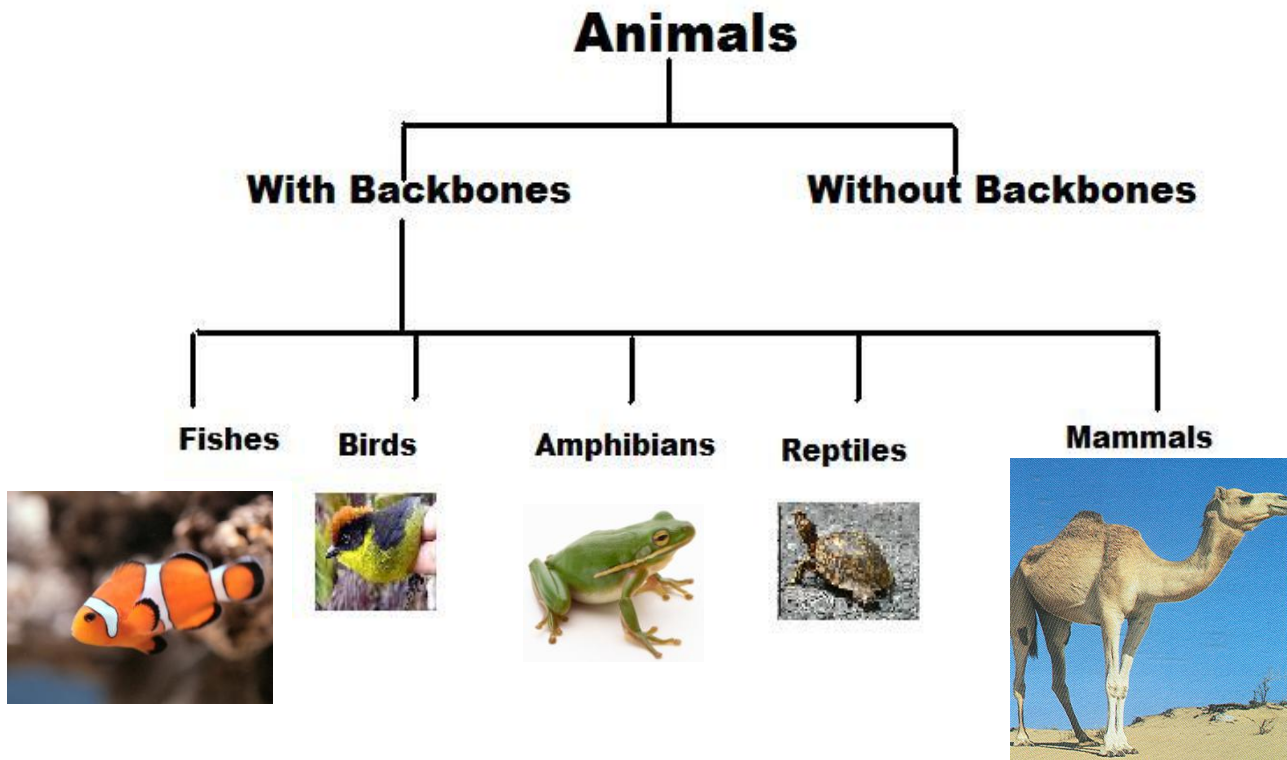 Animals
With Backbones
Without Backbones
Fishes
Birds
Amphibians
Reptiles
Mammals